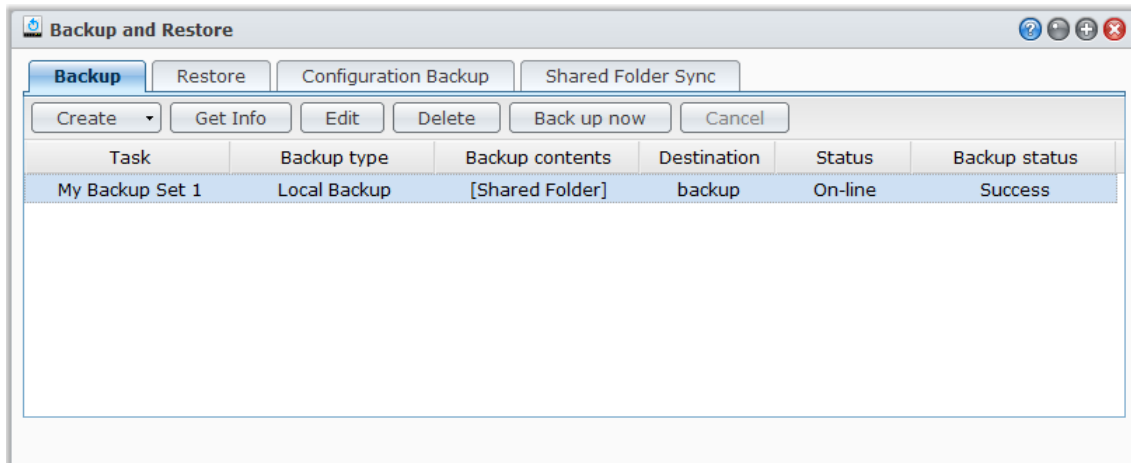 Backup and Restore
Backup Restore Configuration Backup Shared Folder Sync
Create Get Info Edit Delete Back up now Cancel
Task Backup type Backup contents Destination Status Backup status
My Backup Set 1 Local Backup [Shared Folder] backup On-line Success